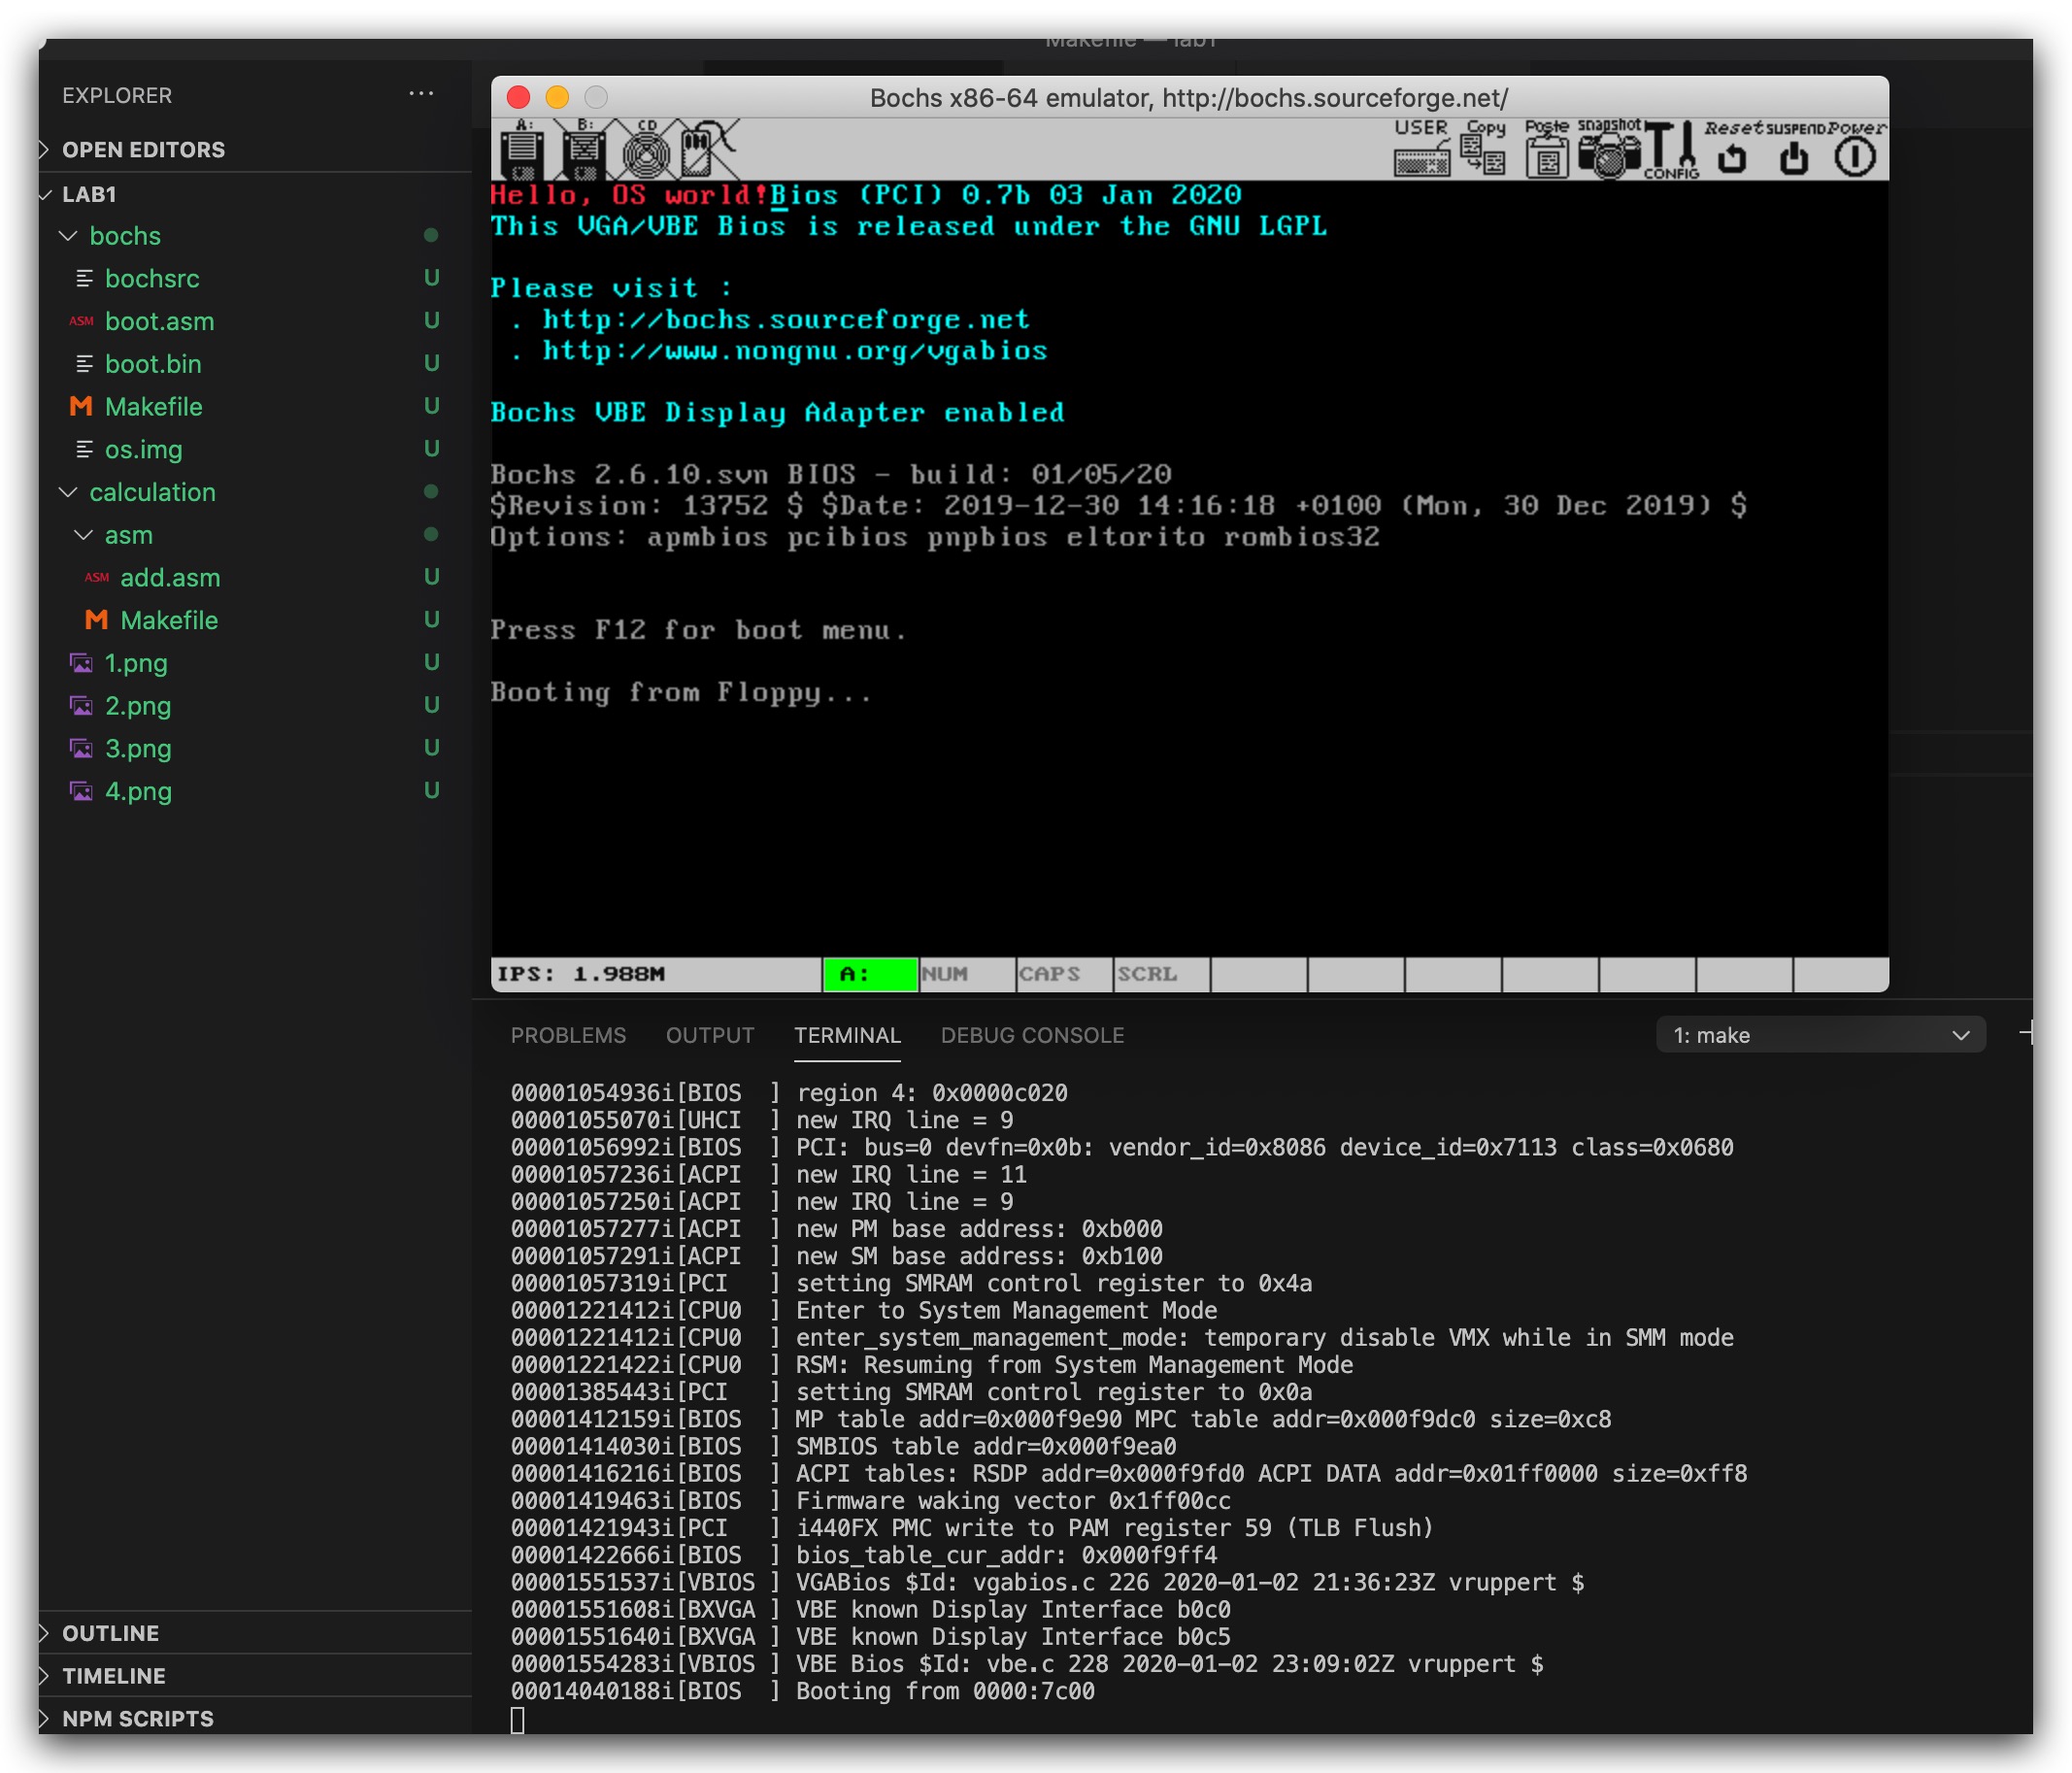 Makefile — lab1
EXPLORER ...
OPEN EDITORS
LAB1
bochs
bochsrc U
ASM boot.asm U
boot.bin U
M Makefile U
os.img U
calculation
asm
ASM add.asm U
M Makefile U
1.png U
2.png U
3.png U
4.png U
OUTLINE
TIMELINE
NPM SCRIPTS
Bochs x86-64 emulator, http://bochs.sourceforge.net/
A: B: CD USER Copy Paste snapshot CONFIG Reset SUSPEND Power
Hello, OS world!Bios (PCI) 0.7b 03 Jan 2020
This VGA/VBE Bios is released under the GNU LGPL
Please visit :
. http://bochs.sourceforge.net
. http://www.nongnu.org/vgabios
Bochs VBE Display Adapter enabled
Bochs 2.6.10.svn BIOS - build: 01/05/20
$Revision: 13752 $ $Date: 2019-12-30 14:16:18 +0100 (Mon, 30 Dec 2019) $
Options: apmbios pcibios pnpbios eltorito rombios32
Press F12 for boot menu.
Booting from Floppy...
IPS: 1.988M A: NUM CAPS SCRL
PROBLEMS OUTPUT TERMINAL DEBUG CONSOLE 1: make
00001054936i[BIOS  ] region 4: 0x0000c020
00001055070i[UHCI  ] new IRQ line = 9
00001056992i[BIOS  ] PCI: bus=0 devfn=0x0b: vendor_id=0x8086 device_id=0x7113 class=0x0680
00001057236i[ACPI  ] new IRQ line = 11
00001057250i[ACPI  ] new IRQ line = 9
00001057277i[ACPI  ] new PM base address: 0xb000
00001057291i[ACPI  ] new SM base address: 0xb100
00001057319i[PCI   ] setting SMRAM control register to 0x4a
00001221412i[CPU0  ] Enter to System Management Mode
00001221412i[CPU0  ] enter_system_management_mode: temporary disable VMX while in SMM mode
00001221422i[CPU0  ] RSM: Resuming from System Management Mode
00001385443i[PCI   ] setting SMRAM control register to 0x0a
00001412159i[BIOS  ] MP table addr=0x000f9e90 MPC table addr=0x000f9dc0 size=0xc8
00001414030i[BIOS  ] SMBIOS table addr=0x000f9ea0
00001416216i[BIOS  ] ACPI tables: RSDP addr=0x000f9fd0 ACPI DATA addr=0x01ff0000 size=0xff8
00001419463i[BIOS  ] Firmware waking vector 0x1ff00cc
00001421943i[PCI   ] i440FX PMC write to PAM register 59 (TLB Flush)
00001422666i[BIOS  ] bios_table_cur_addr: 0x000f9ff4
00001551537i[VBIOS ] VGABios $Id: vgabios.c 226 2020-01-02 21:36:23Z vruppert $
00001551608i[BXVGA ] VBE known Display Interface b0c0
00001551640i[BXVGA ] VBE known Display Interface b0c5
00001554283i[VBIOS ] VBE Bios $Id: vbe.c 228 2020-01-02 23:09:02Z vruppert $
00014040188i[BIOS  ] Booting from 0000:7c00